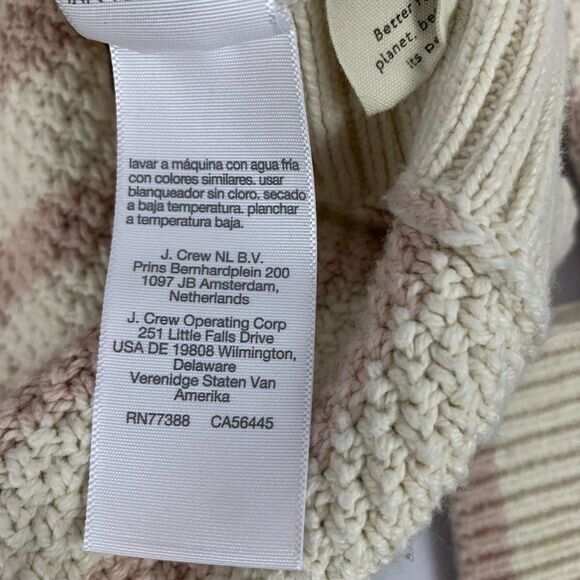 Better
planet, be
its p
lavar a máquina con agua fría
con colores similares. usar
blanqueador sin cloro. secado
a baja temperatura. planchar
a temperatura baja.
J. Crew NL B.V.
Prins Bernhardplein 200
1097 JB Amsterdam,
Netherlands
J. Crew Operating Corp
251 Little Falls Drive
USA DE 19808 Wilmington,
Delaware
Verenidge Staten Van
Amerika
RN77388 CA56445